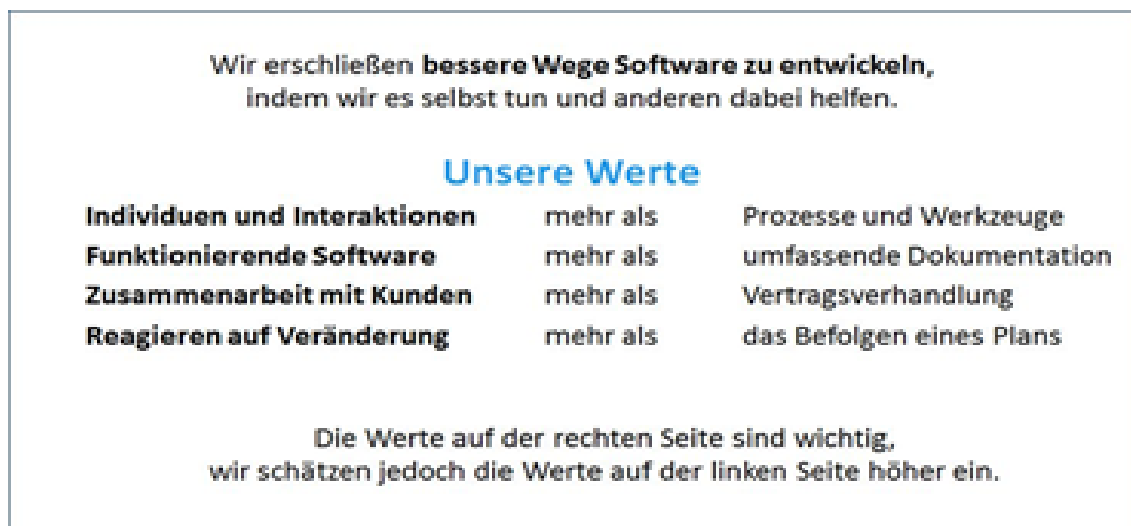 Wir erschließen bessere Wege Software zu entwickeln,
indem wir es selbst tun und anderen dabei helfen.
Unsere Werte
Individuen und Interaktionen mehr als Prozesse und Werkzeuge
Funktionierende Software mehr als umfassende Dokumentation
Zusammenarbeit mit Kunden mehr als Vertragsverhandlung
Reagieren auf Veränderung mehr als das Befolgen eines Plans
Die Werte auf der rechten Seite sind wichtig,
wir schätzen jedoch die Werte auf der linken Seite höher ein.